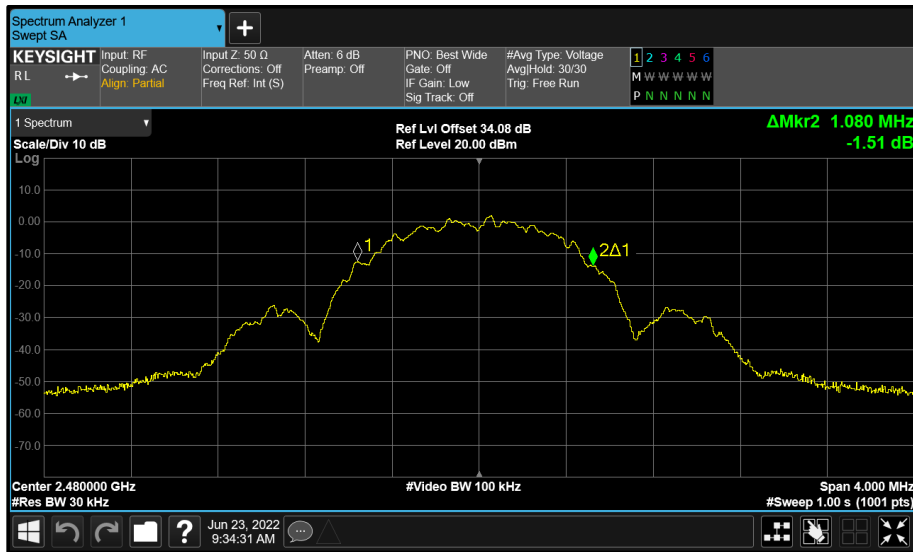 Spectrum Analyzer 1
Swept SA
+
KEYSIGHT
RL
LXI
Input: RF
Coupling: AC
Align: Partial
Input Z: 50 Ω
Corrections: Off
Freq Ref: Int (S)
Atten: 6 dB
Preamp: Off
PNO: Best Wide
Gate: Off
IF Gain: Low
Sig Track: Off
#Avg Type: Voltage
Avg|Hold: 30/30
Trig: Free Run
1 2 3 4 5 6
M W W W W W
P N N N N N
1 Spectrum
Scale/Div 10 dB
Log
Ref Lvl Offset 34.08 dB
Ref Level 20.00 dBm
ΔMkr2 1.080 MHz
-1.51 dB
10.0
0.00
-10.0
-20.0
-30.0
-40.0
-50.0
-60.0
-70.0
1
2Δ1
Center 2.480000 GHz
#Res BW 30 kHz
#Video BW 100 kHz
Span 4.000 MHz
#Sweep 1.00 s (1001 pts)
?
Jun 23, 2022
9:34:31 AM